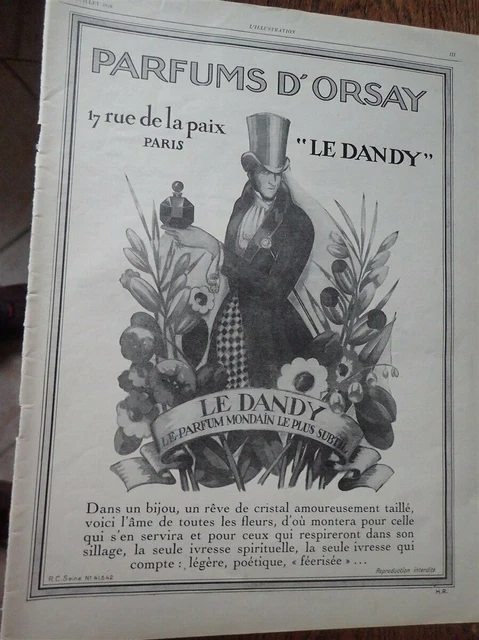 L'ILLUSTRATION
III
PARFUMS D'ORSAY
17 rue de la paix
PARIS
"LE DANDY"
LE DANDY
LE PARFUM MONDAIN LE PLUS SUBTIL
Dans un bijou, un rêve de cristal amoureusement taillé,
voici l'âme de toutes les fleurs, d'où montera pour celle
qui s'en servira et pour ceux qui respireront dans son
sillage, la seule ivresse spirituelle, la seule ivresse qui
compte : légère, poétique, « féerisée » ...
R.C. Seine N°
Reproduction interdite
H.R.